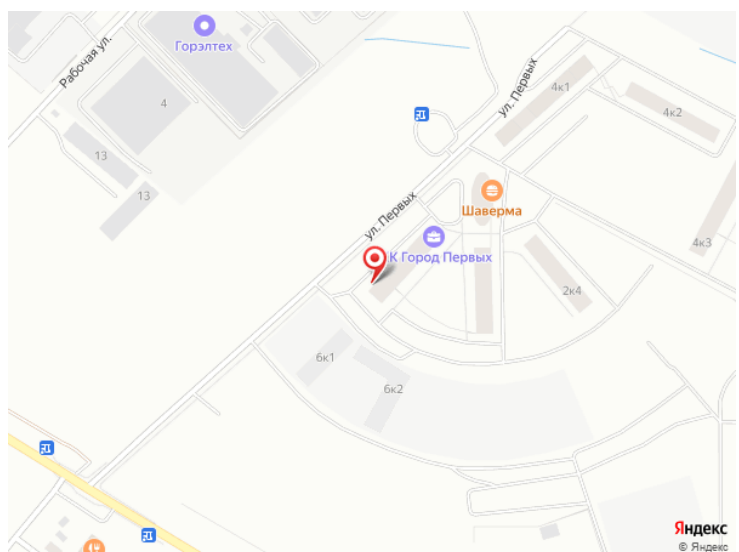 Горэлтех
Рабочая ул.
4
13
13
ул. Первых
4к1
4к2
Шаверма
ул. Первых
К Город Первых
4к3
2к4
6к1
6к2
Яндекс
© Яндекс